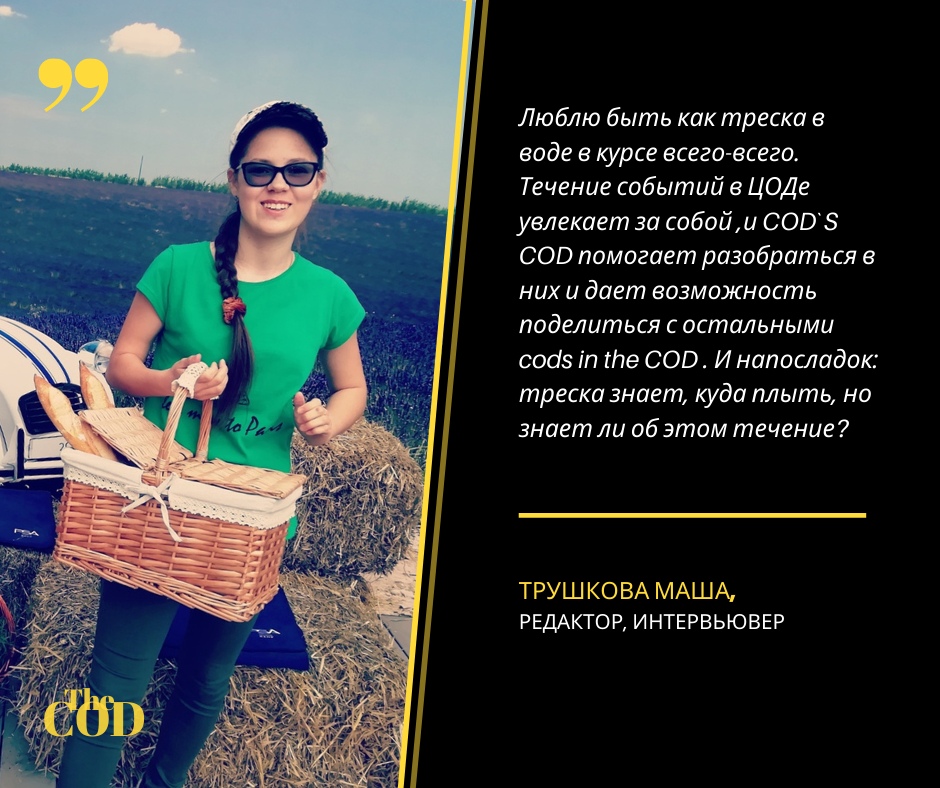 Люблю быть как треска в
воде в курсе всего-всего.
Течение событий в ЦОДе
увлекает за собой ,и COD`S
COD помогает разобраться в
них и дает возможность
поделиться с остальными
cods in the COD . И напосладок:
треска знает, куда плыть, но
знает ли об этом течение?
ТРУШКОВА МАША,
РЕДАКТОР, ИНТЕРВЬЮВЕР
The
COD
to Par